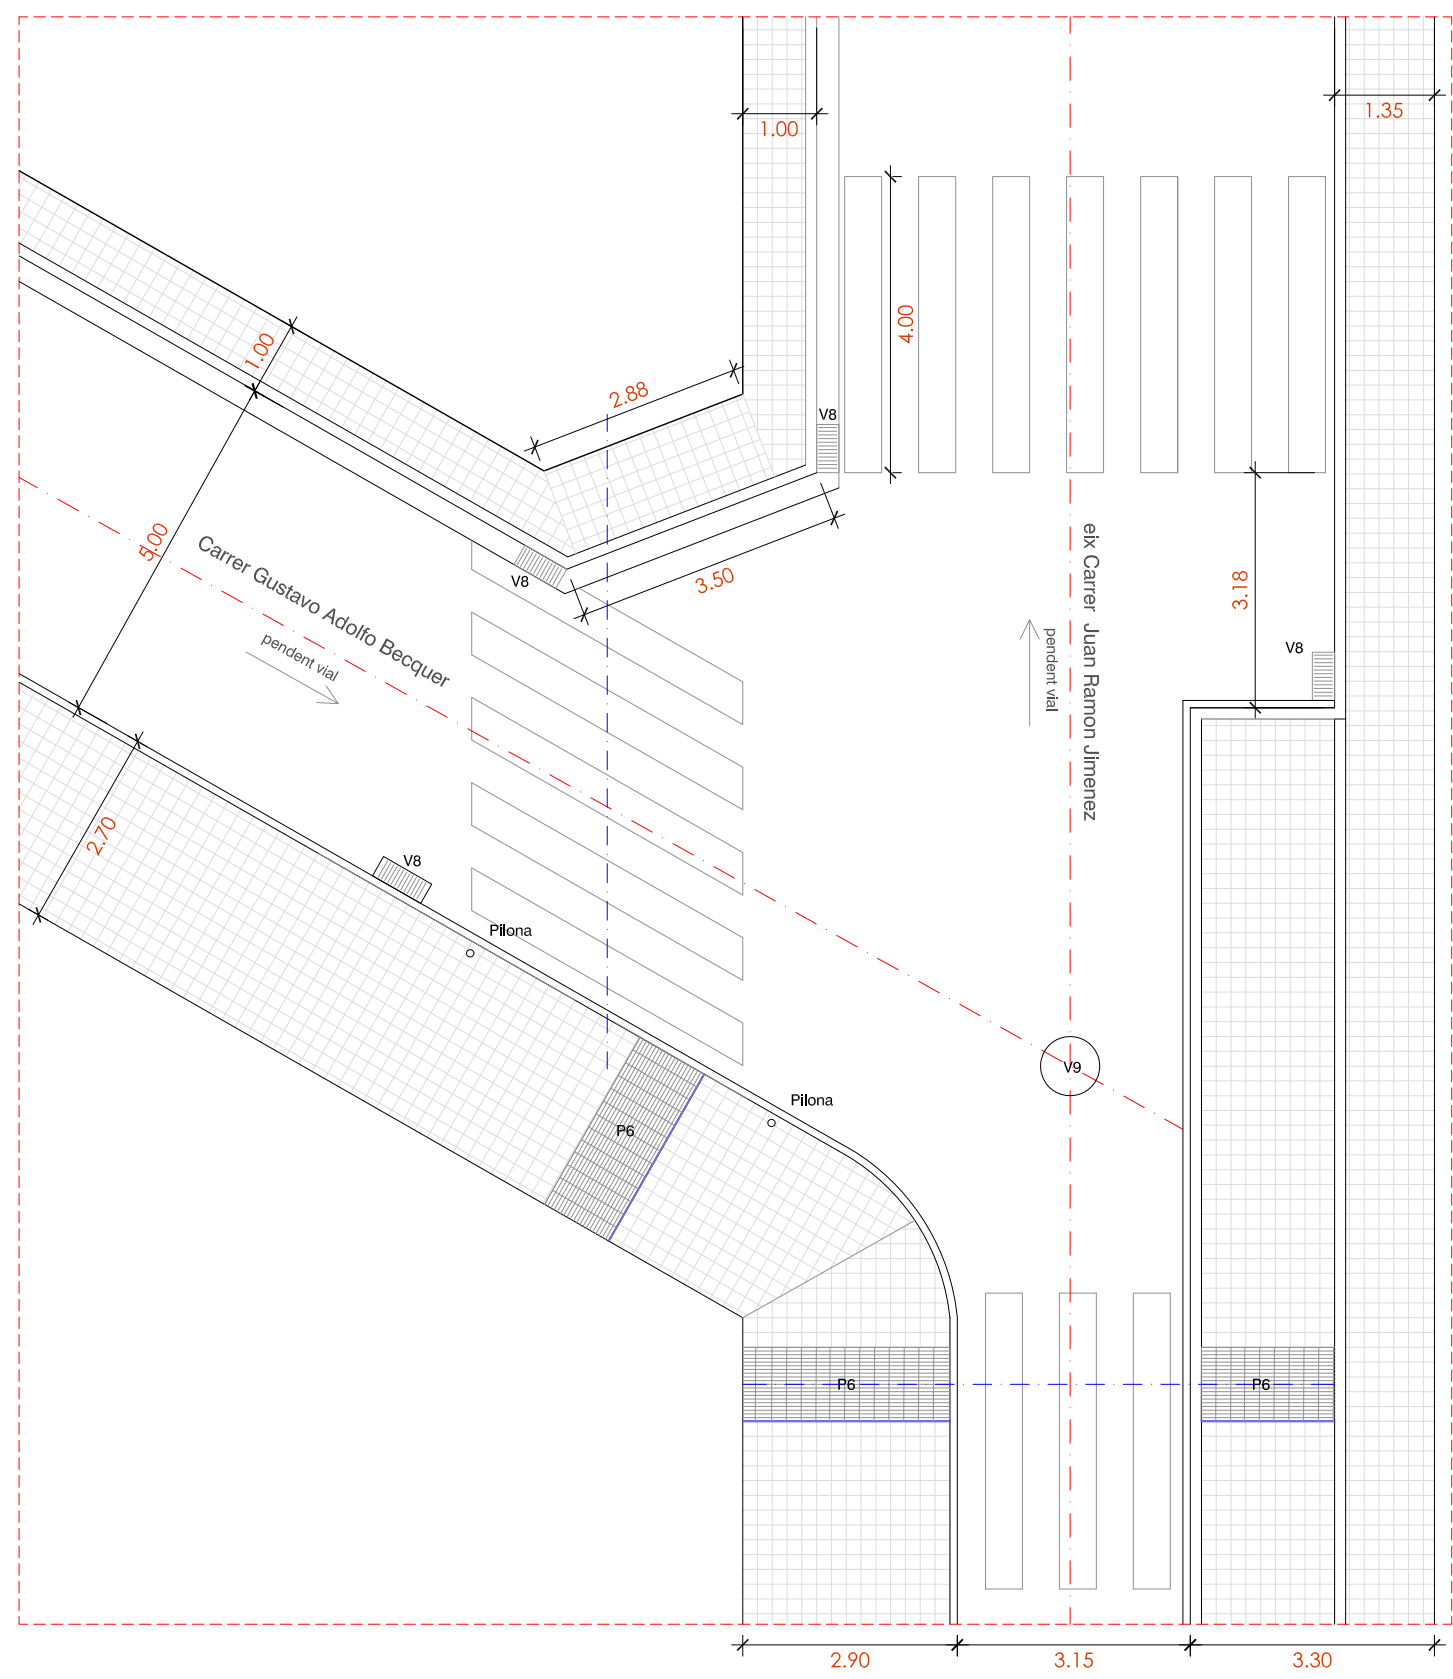 1.35
1.00
4.00
1.00
2.88
V8
5.00
Carrer Gustavo Adolfo Becquer
pendent vial
V8
3.50
eix Carrer Juan Ramon Jimenez
pendent vial
3.18
V8
2.70
V8
Pilona
V9
Pilona
P6
P6
P6
2.90
3.15
3.30